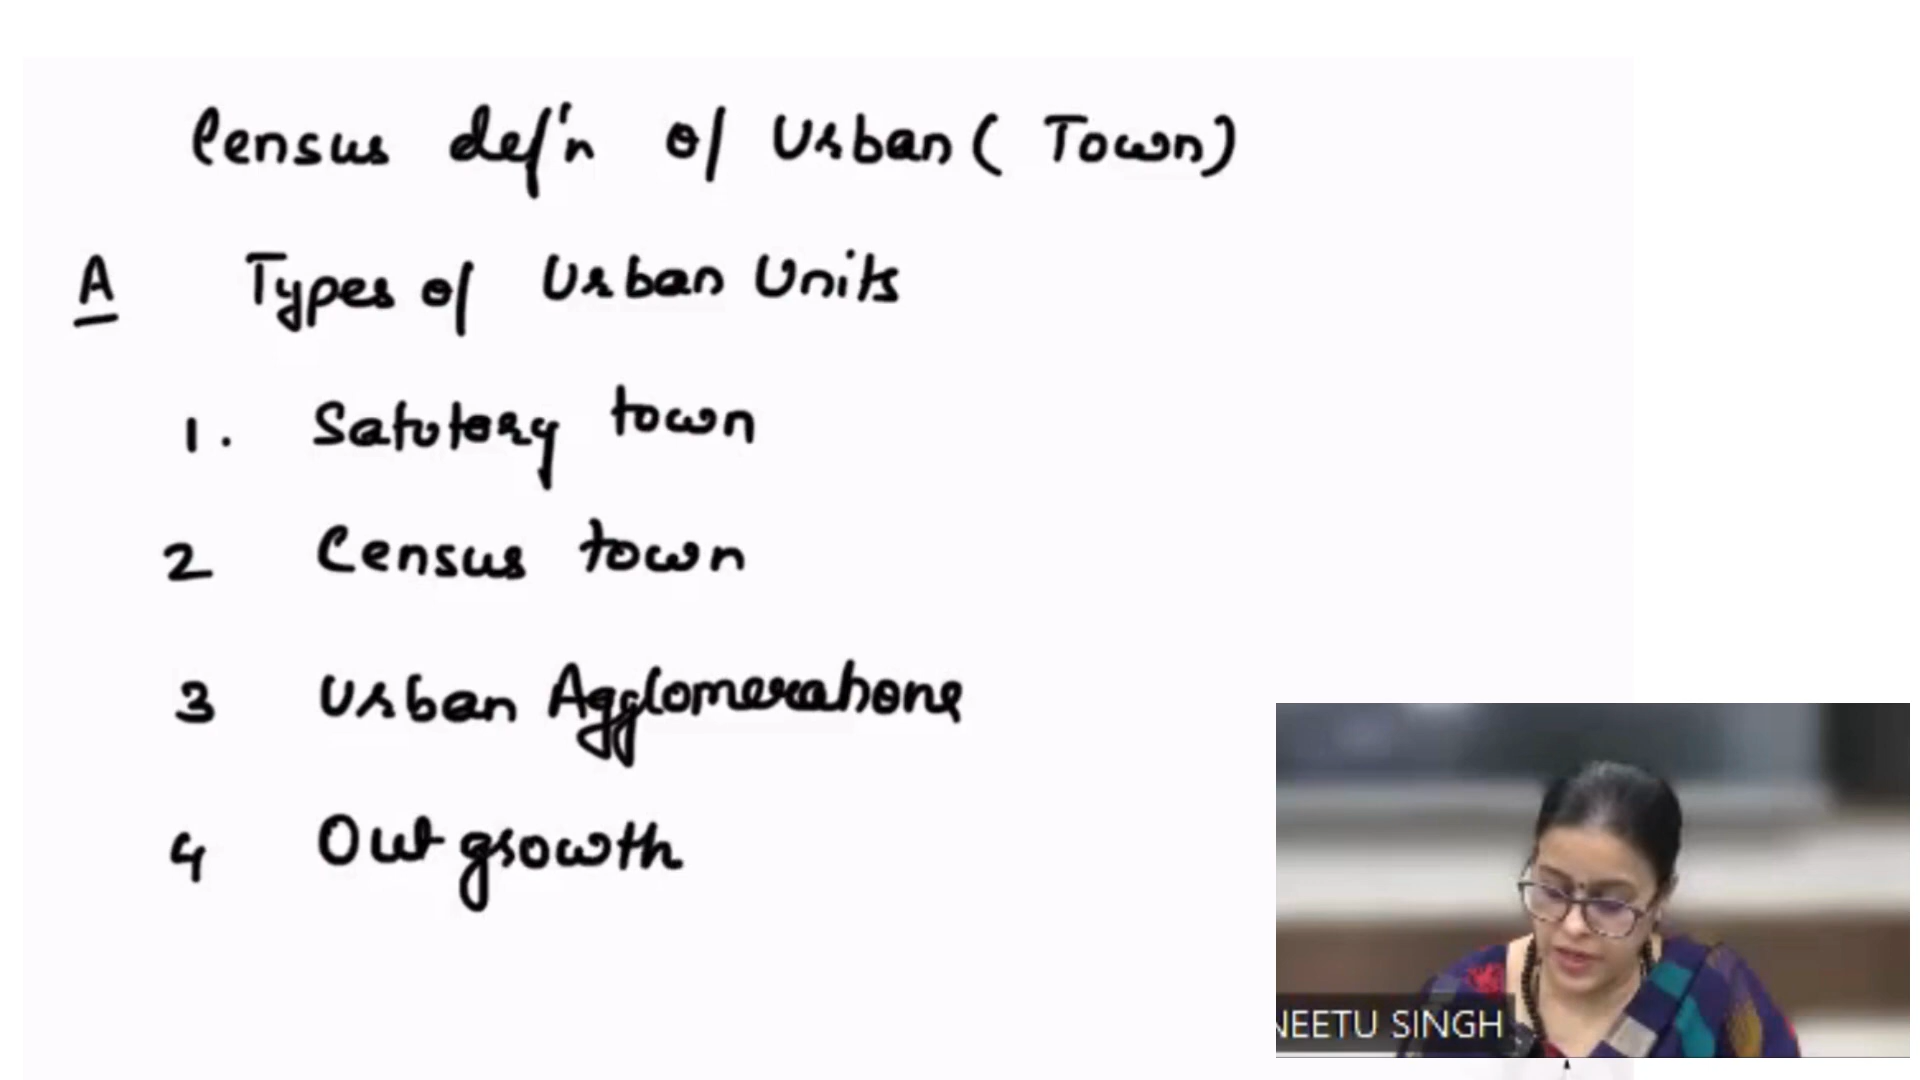 Census def'n of Urban (Town)
A Types of Urban Units
1. Satutory town
2 Census town
3 Urban Agglomerations
4 Outgrowth
NEETU SINGH